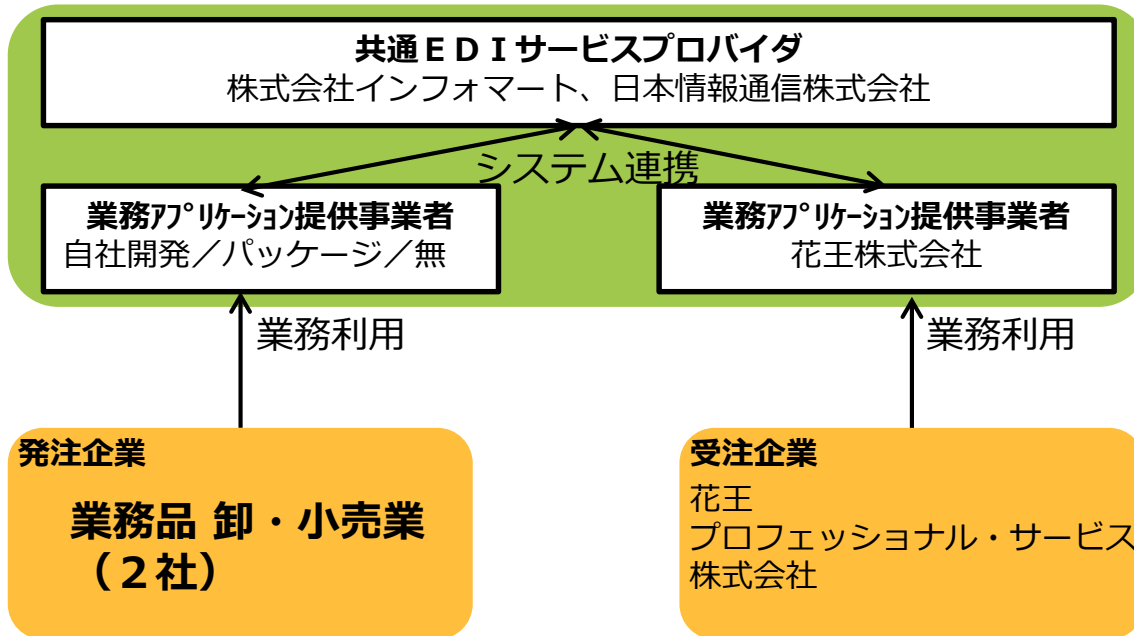 共通ＥＤＩサービスプロバイダ
株式会社インフォマート、日本情報通信株式会社
システム連携
業務ｱﾌﾟﾘｹｰｼｮﾝ提供事業者
自社開発／パッケージ／無
業務ｱﾌﾟﾘｹｰｼｮﾝ提供事業者
花王株式会社
業務利用
業務利用
発注企業
業務品 卸・小売業
（２社）
受注企業
花王
プロフェッショナル・サービス
株式会社